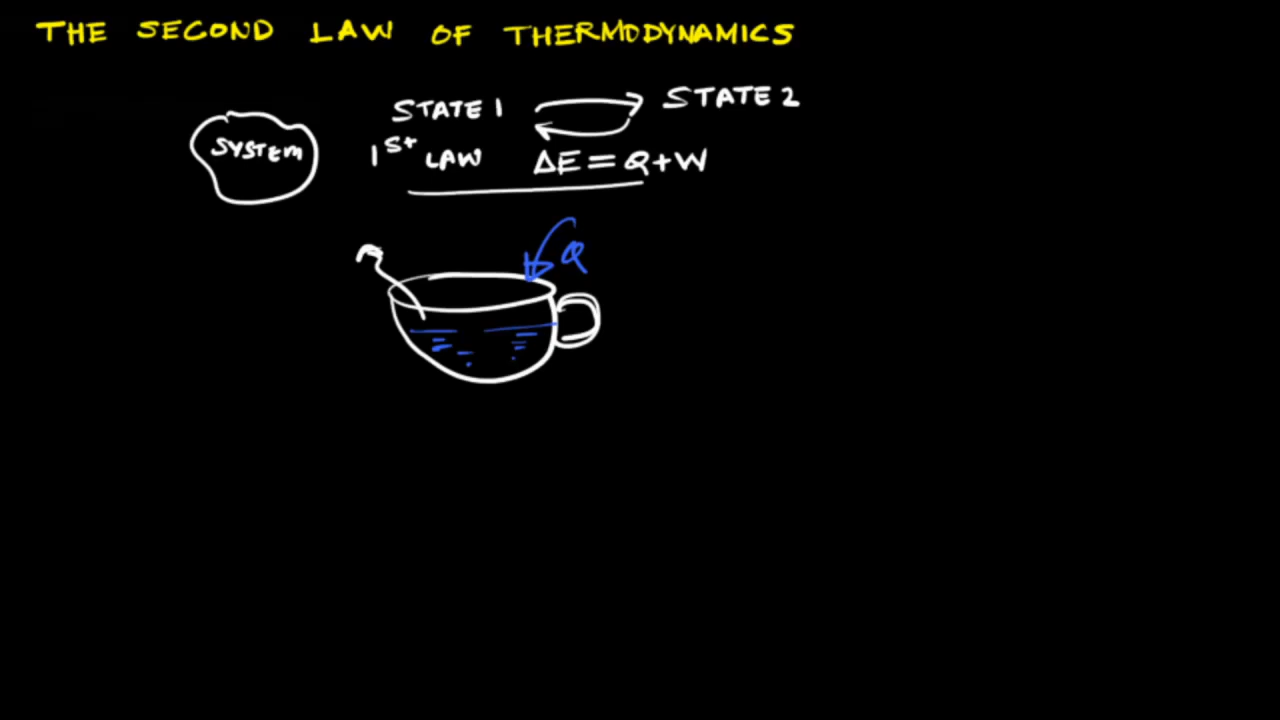 THE SECOND LAW OF THERMODYNAMICS
STATE 1 STATE 2
SYSTEM
1st LAW ΔE = Q + W
Q